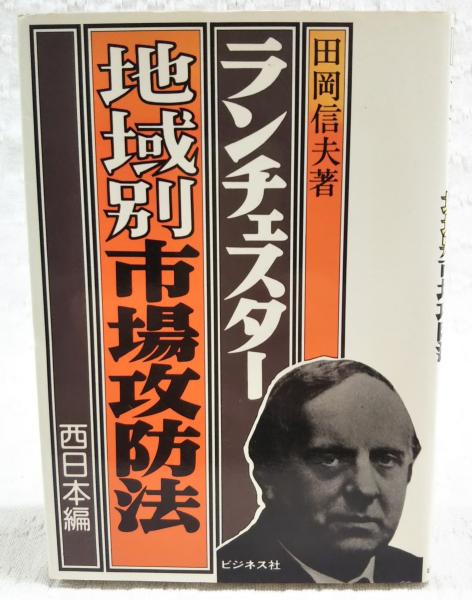 田岡信夫著
ランチェスター
地域別市場攻防法
西日本編
ビジネス社